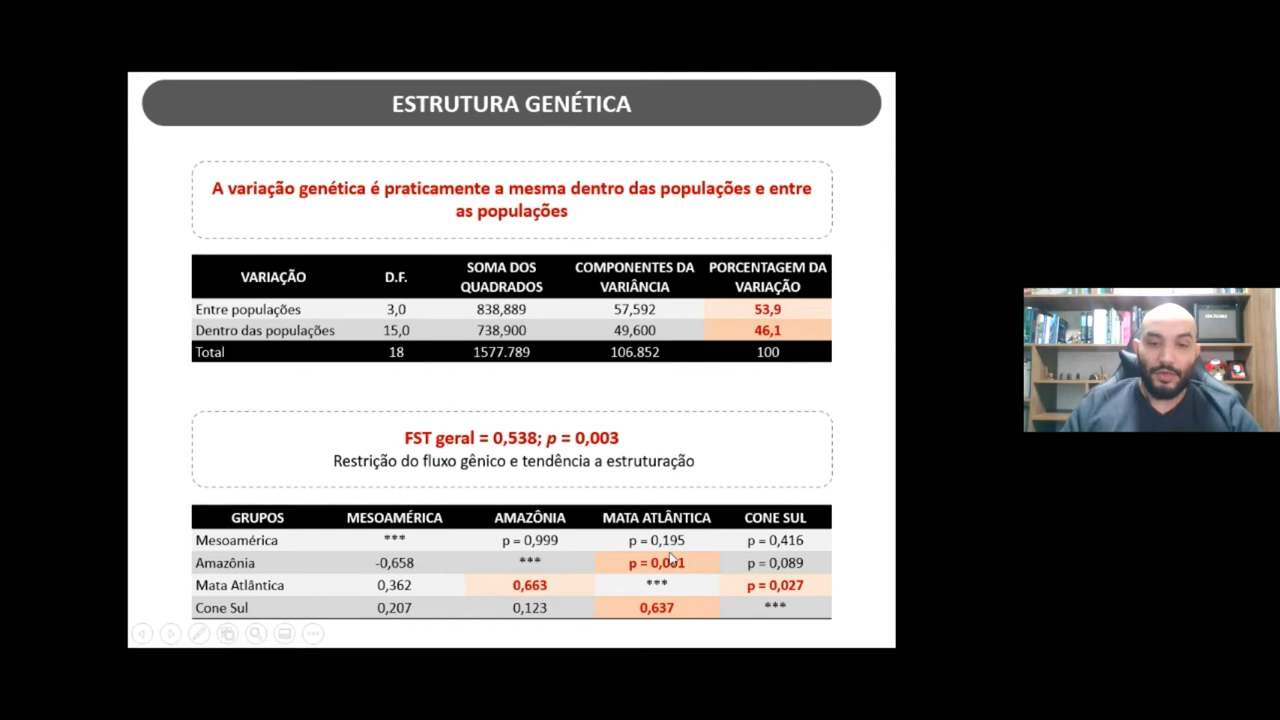 ESTRUTURA GENÉTICA
A variação genética é praticamente a mesma dentro das populações e entre
as populações
VARIAÇÃO D.F. SOMA DOS QUADRADOS COMPONENTES DA VARIÂNCIA PORCENTAGEM DA VARIAÇÃO
Entre populações 3,0 838,889 57,592 53,9
Dentro das populações 15,0 738,900 49,600 46,1
Total 18 1577.789 106.852 100
FST geral = 0,538; p = 0,003
Restrição do fluxo gênico e tendência a estruturação
GRUPOS MESOAMÉRICA AMAZÔNIA MATA ATLÂNTICA CONE SUL
Mesoamérica *** p = 0,999 p = 0,195 p = 0,416
Amazônia -0,658 *** p = p = 0,089
Mata Atlântica 0,362 0,663 *** p = 0,027
Cone Sul 0,207 0,123 0,637 ***